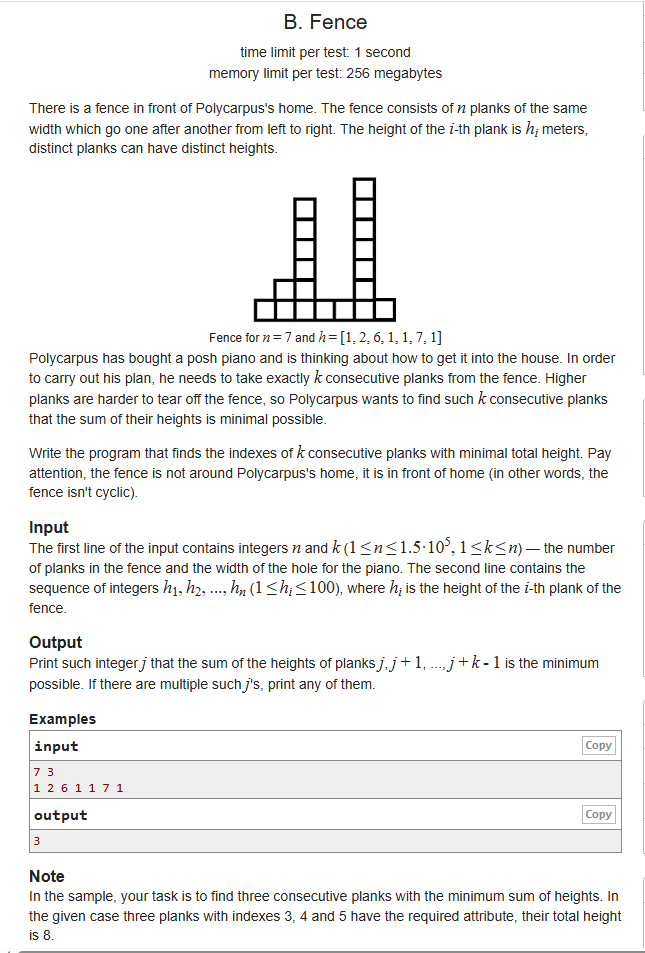 B. Fence
time limit per test: 1 second
memory limit per test: 256 megabytes
There is a fence in front of Polycarpus's home. The fence consists of n planks of the same
width which go one after another from left to right. The height of the i-th plank is hᵢ meters,
distinct planks can have distinct heights.
Fence for n = 7 and h = [1, 2, 6, 1, 1, 7, 1]
Polycarpus has bought a posh piano and is thinking about how to get it into the house. In order
to carry out his plan, he needs to take exactly k consecutive planks from the fence. Higher
planks are harder to tear off the fence, so Polycarpus wants to find such k consecutive planks
that the sum of their heights is minimal possible.
Write the program that finds the indexes of k consecutive planks with minimal total height. Pay
attention, the fence is not around Polycarpus's home, it is in front of home (in other words, the
fence isn't cyclic).
Input
The first line of the input contains integers n and k (1 ≤ n ≤ 1.5·10⁵, 1 ≤ k ≤ n) — the number
of planks in the fence and the width of the hole for the piano. The second line contains the
sequence of integers h₁, h₂, ..., hₙ (1 ≤ hᵢ ≤ 100), where hᵢ is the height of the i-th plank of the
fence.
Output
Print such integer j that the sum of the heights of planks j, j + 1, ..., j + k - 1 is the minimum
possible. If there are multiple such j's, print any of them.
Examples
input
Copy
7 3
1 2 6 1 1 7 1
output
Copy
3
Note
In the sample, your task is to find three consecutive planks with the minimum sum of heights. In
the given case three planks with indexes 3, 4 and 5 have the required attribute, their total height
is 8.